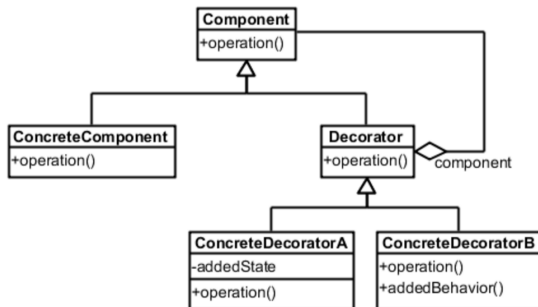 Component
+operation()
ConcreteComponent
+operation()
Decorator
+operation()
component
ConcreteDecoratorA
-addedState
+operation()
ConcreteDecoratorB
+operation()
+addedBehavior()